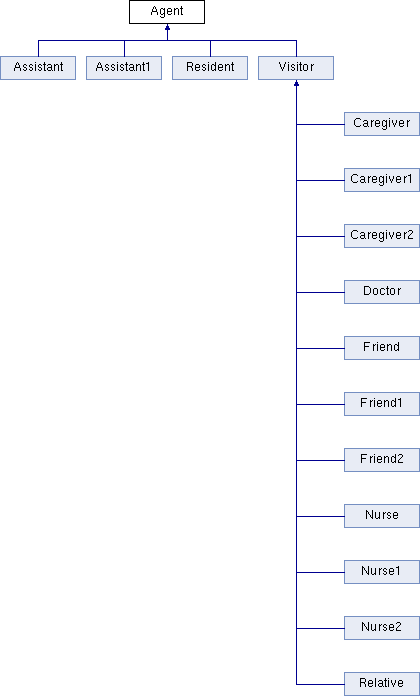 Agent
Assistant
Assistant1
Resident
Visitor
Caregiver
Caregiver1
Caregiver2
Doctor
Friend
Friend1
Friend2
Nurse
Nurse1
Nurse2
Relative